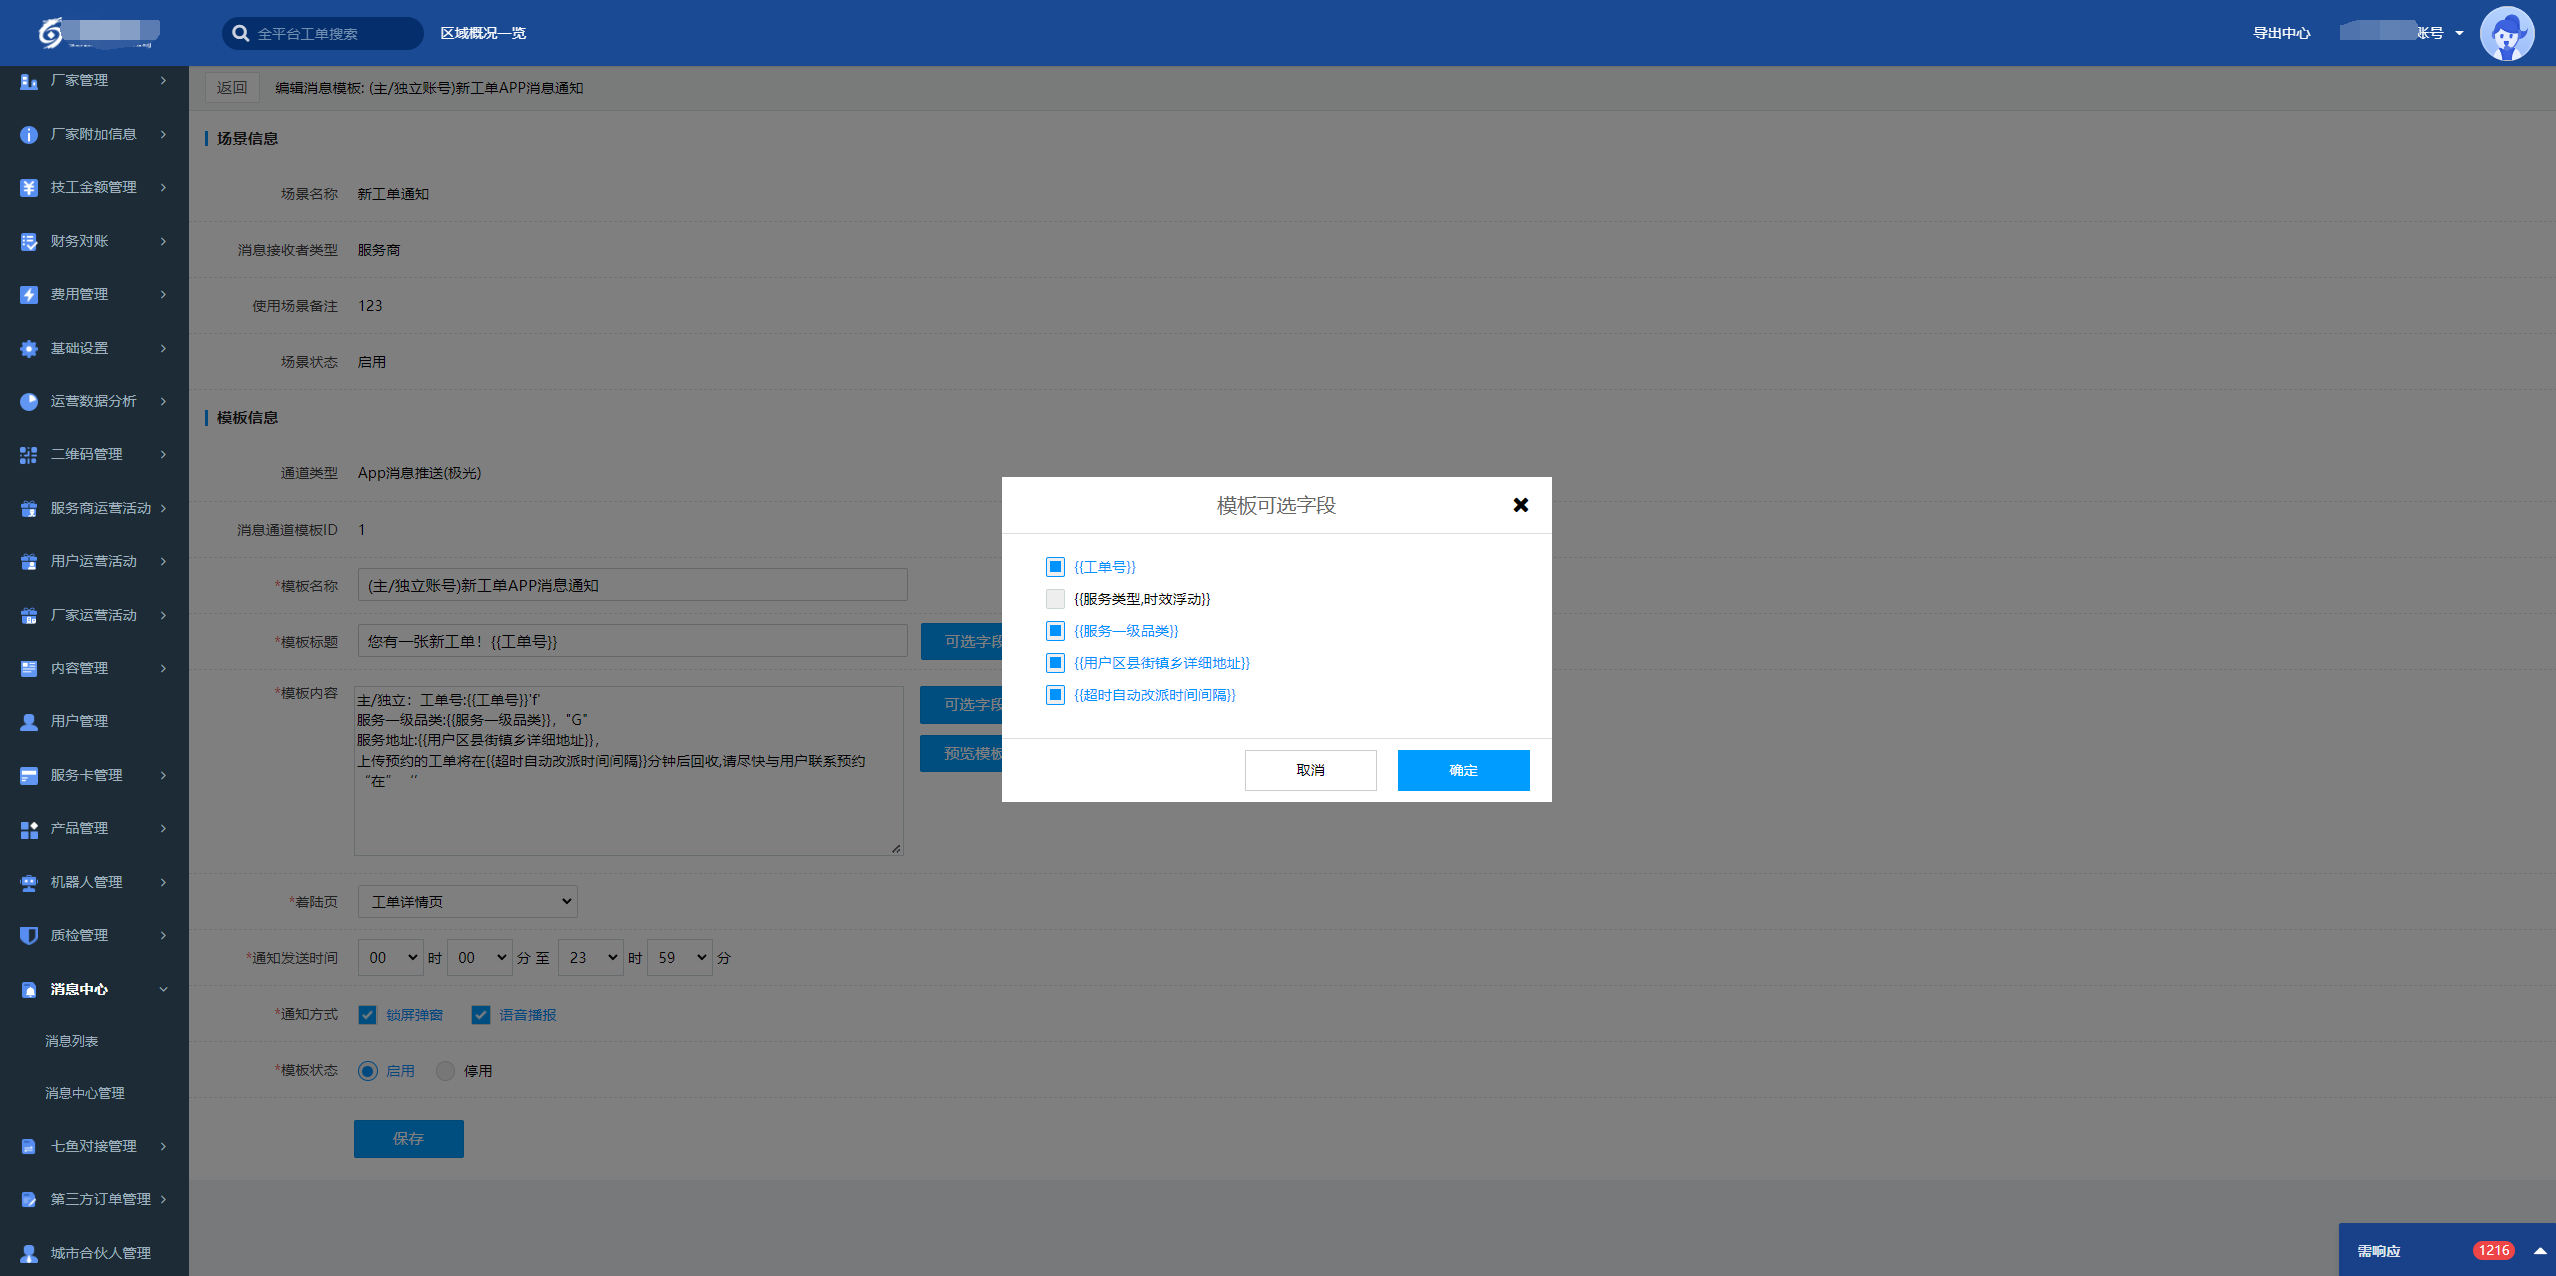 全平台工单搜索
区域概况一览
导出中心
账号
厂家管理
厂家附加信息
技工金额管理
财务对账
费用管理
基础设置
运营数据分析
二维码管理
服务商运营活动
用户运营活动
厂家运营活动
内容管理
用户管理
服务卡管理
产品管理
机器人管理
质检管理
消息中心
消息列表
消息中心管理
七鱼对接管理
第三方订单管理
城市合伙人管理
返回 编辑消息模板: (主/独立账号)新工单APP消息通知
场景信息
场景名称 新工单通知
消息接收者类型 服务商
使用场景备注 123
场景状态 启用
模板信息
通道类型 App消息推送(极光)
消息通道模板ID 1
*模板名称 (主/独立账号)新工单APP消息通知
*模板标题 您有一张新工单！{{工单号}} 可选字段
*模板内容
主/独立：工单号:{{工单号}}'f'
服务一级品类:{{服务一级品类}}，"G"
服务地址:{{用户区县街镇乡详细地址}}，
上传预约的工单将在{{超时自动改派时间间隔}}分钟后回收,请尽快与用户联系预约
“在” ‘’
可选字段
预览模板
*着陆页 工单详情页
*通知发送时间 00 时 00 分 至 23 时 59 分
*通知方式 锁屏弹窗 语音播报
*模板状态 启用 停用
保存
模板可选字段
{{工单号}}
{{服务类型,时效浮动}}
{{服务一级品类}}
{{用户区县街镇乡详细地址}}
{{超时自动改派时间间隔}}
取消 确定
需响应 1216